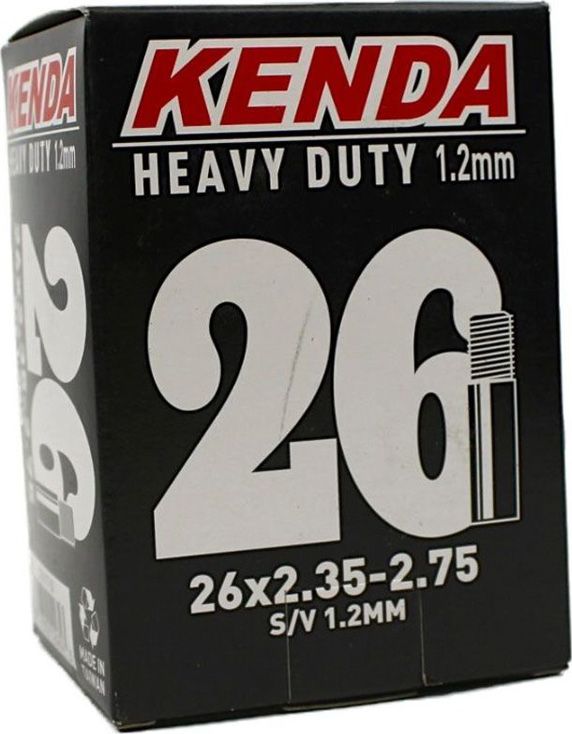 KENDA
HEAVY DUTY 1.2mm
26
26x2.35-2.75
S/V 1.2MM
KENDA
HEAVY DUTY 1.2mm
26
MADE IN
TAIWAN